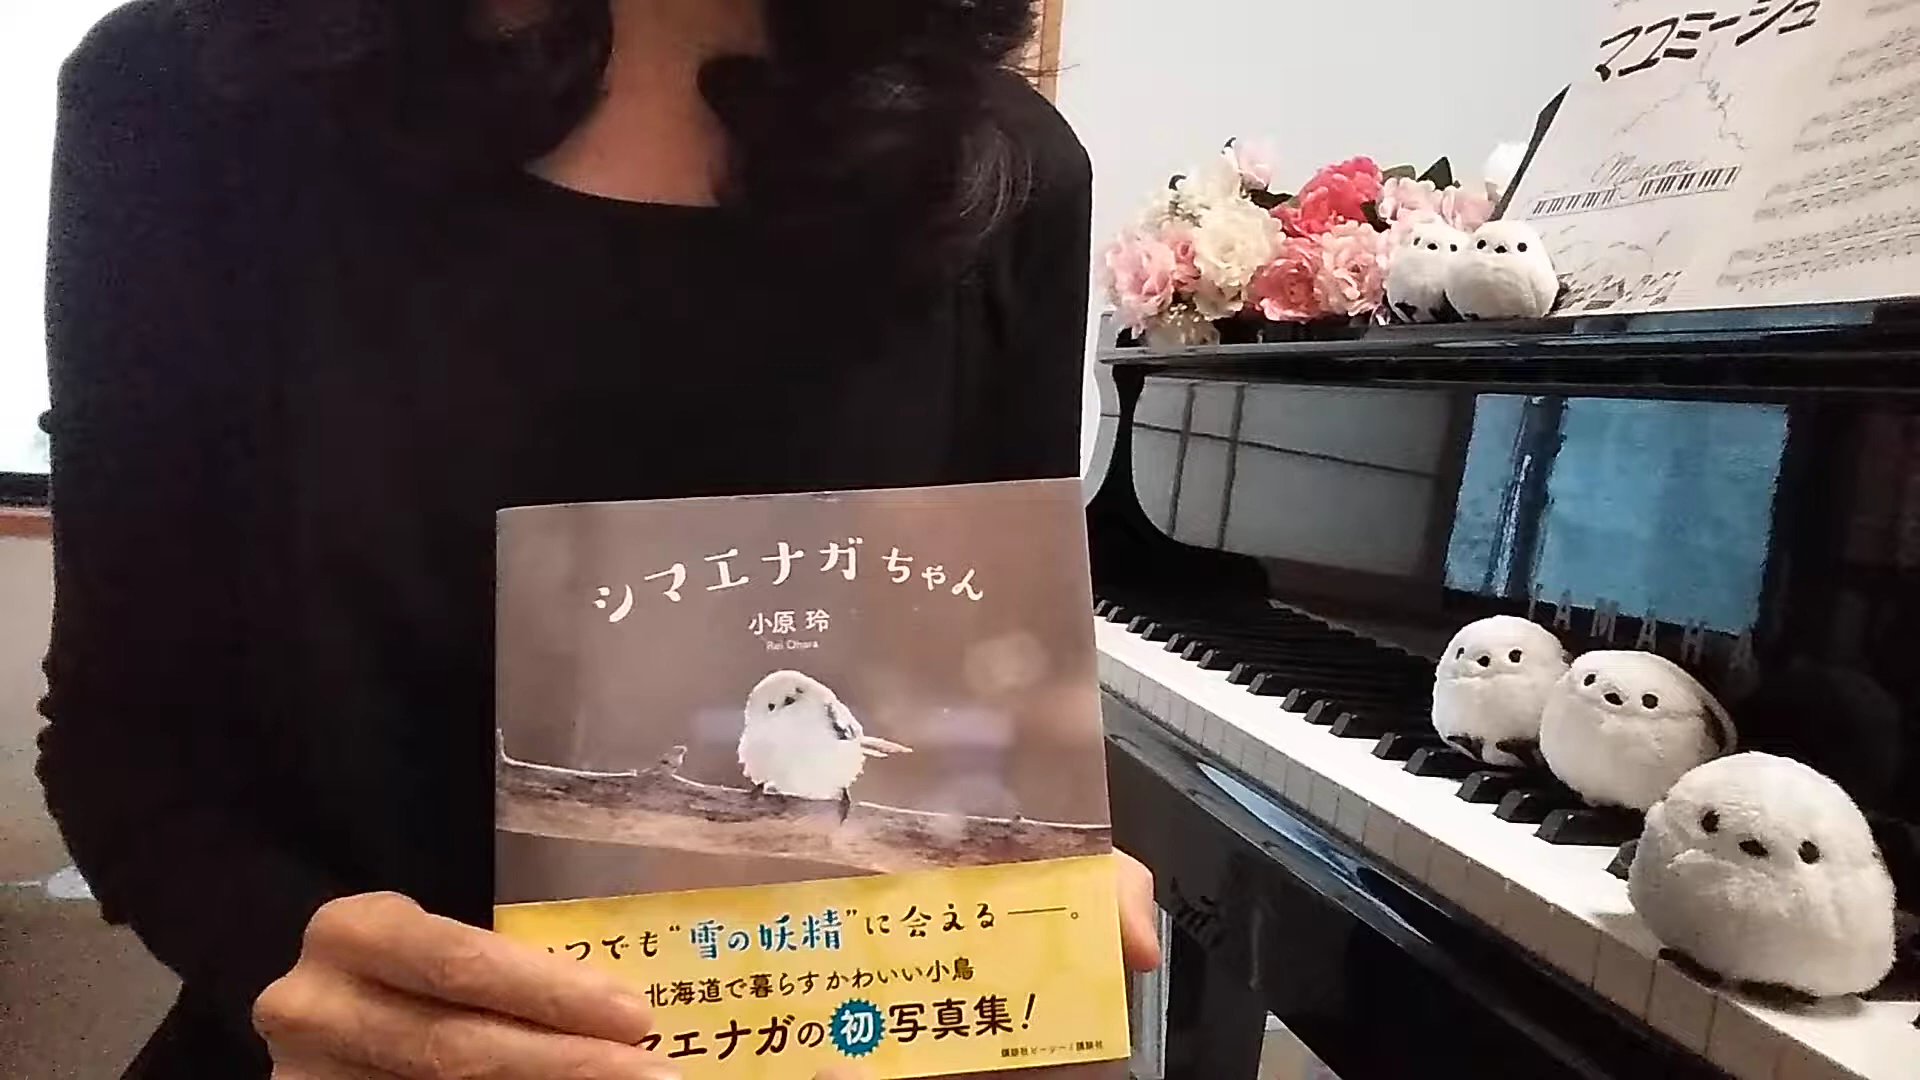 マユミーシュ
Mayumi
シマエナガちゃん
小原 玲
Rei Ohara
YAMAHA
つでも“雪の妖精”に会える――。
北海道で暮らすかわいい小鳥
マエナガの初写真集!
講談社ビーシー/講談社